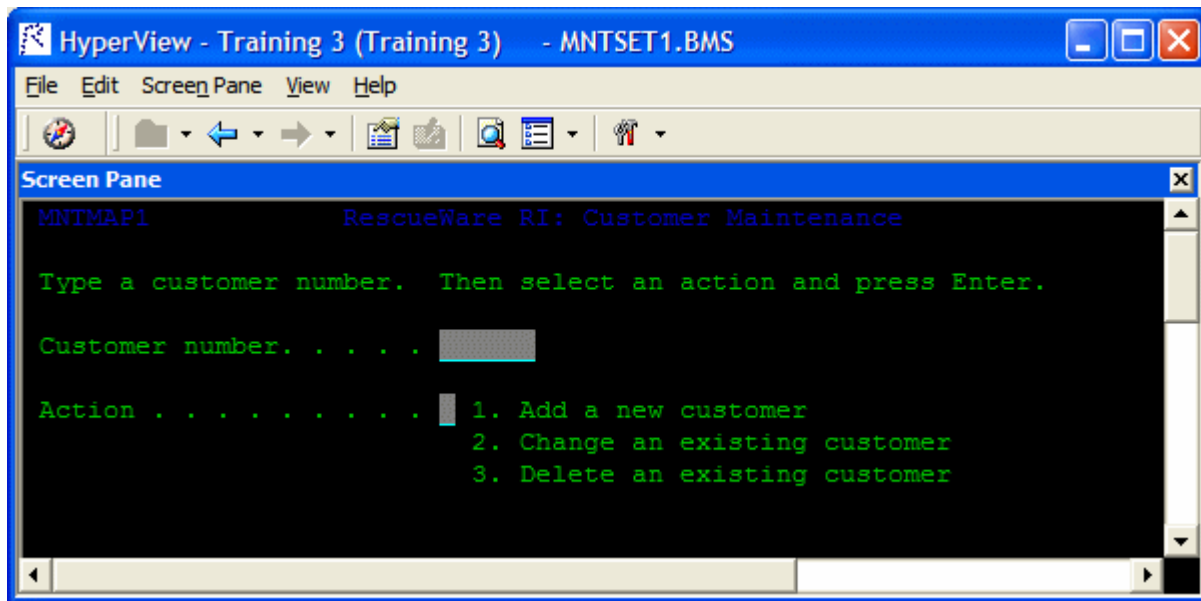 HyperView - Training 3 (Training 3) - MNTSET1.BMS
File Edit Screen Pane View Help
Screen Pane
MNTMAP1 RescueWare RI: Customer Maintenance
Type a customer number. Then select an action and press Enter.
Customer number. . . . .
Action . . . . . . . . . 1. Add a new customer
2. Change an existing customer
3. Delete an existing customer